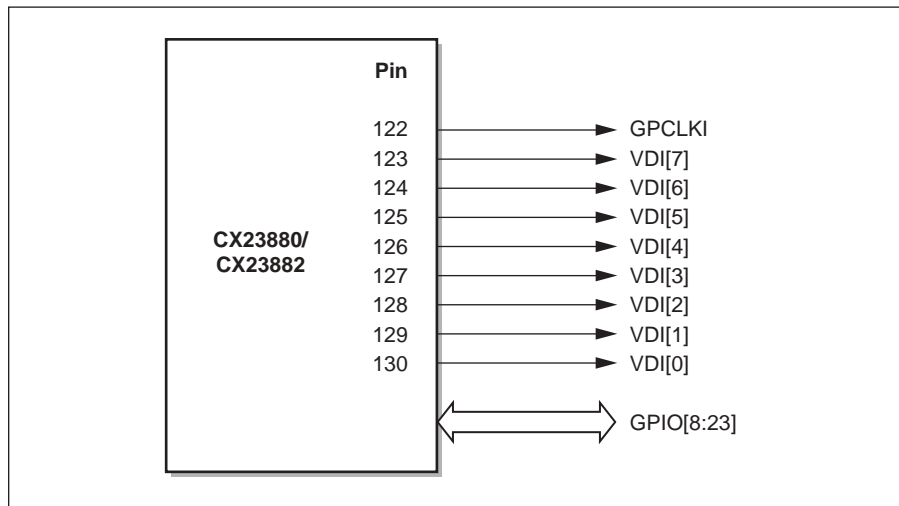 Pin
122 GPCLKI
123 VDI[7]
124 VDI[6]
125 VDI[5]
CX23880/
CX23882
126 VDI[4]
127 VDI[3]
128 VDI[2]
129 VDI[1]
130 VDI[0]
GPIO[8:23]